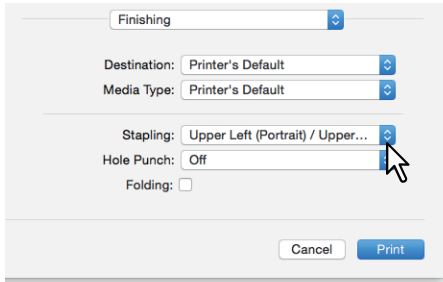 Finishing
Destination: Printer's Default
Media Type: Printer's Default
Stapling: Upper Left (Portrait) / Upper...
Hole Punch: Off
Folding:
Cancel Print